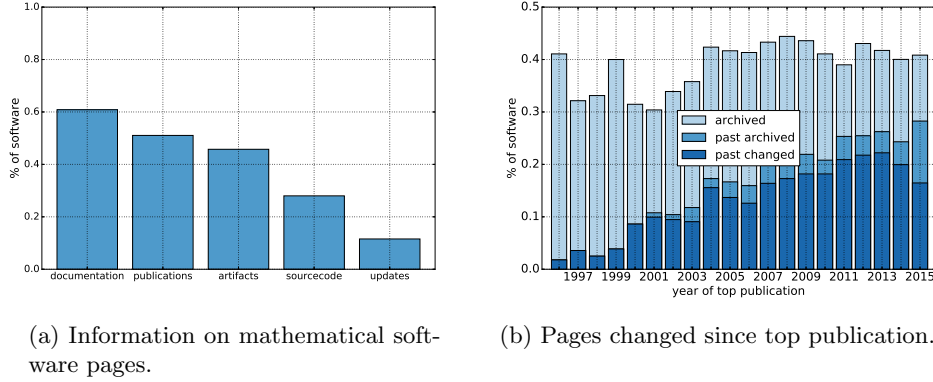 1.0
0.8
0.6
0.4
0.2
0.0
% of software
documentation publications artifacts sourcecode updates
(a) Information on mathematical soft-
ware pages.
0.5
0.4
0.3
0.2
0.1
0.0
% of software
archived
past archived
past changed
1997 1999 2001 2003 2005 2007 2009 2011 2013 2015
year of top publication
(b) Pages changed since top publication.